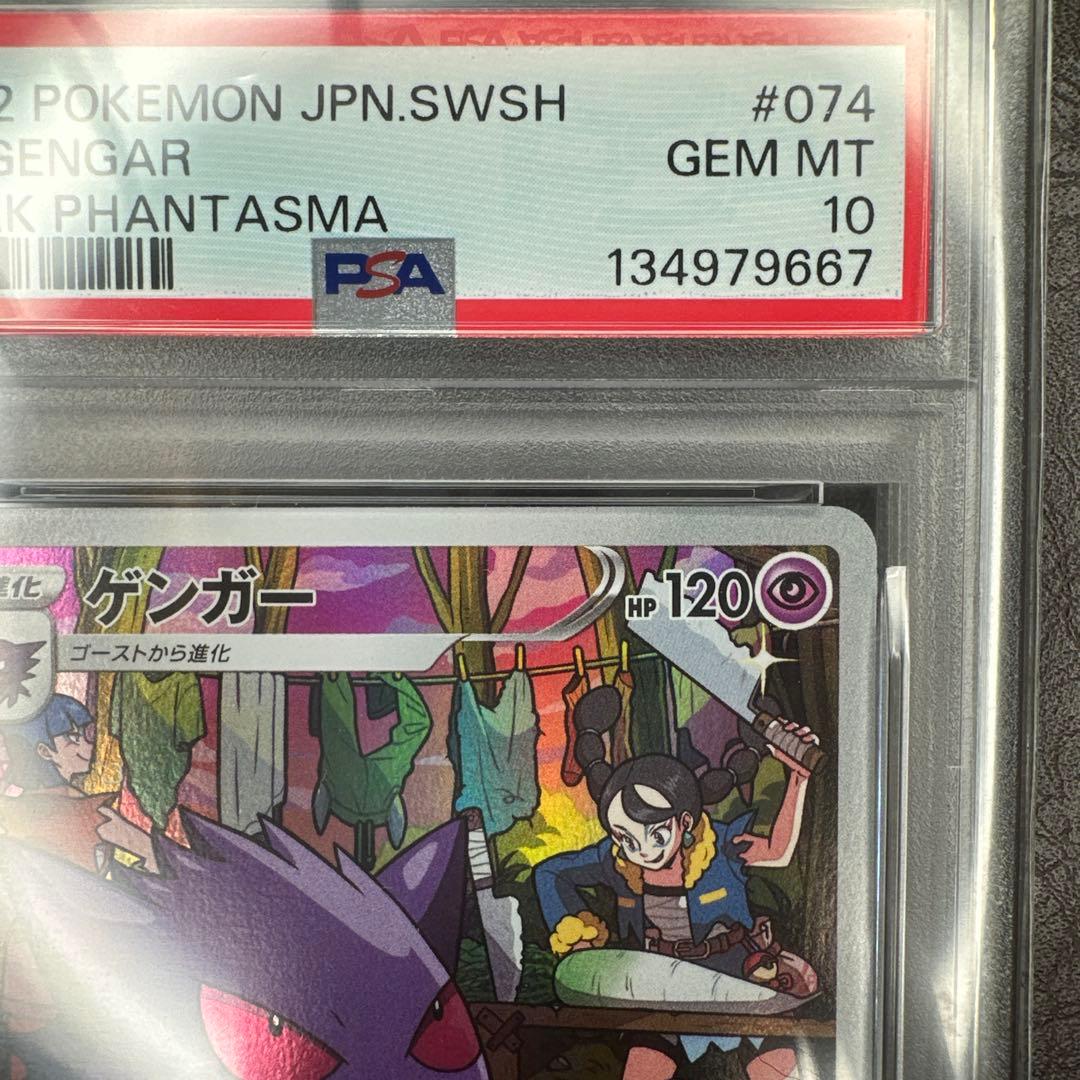 2 POKEMON JPN.SWSH #074
GENGAR GEM MT
K PHANTASMA 10
PSA 134979667
進化 ゲンガー HP 120
ゴーストから進化